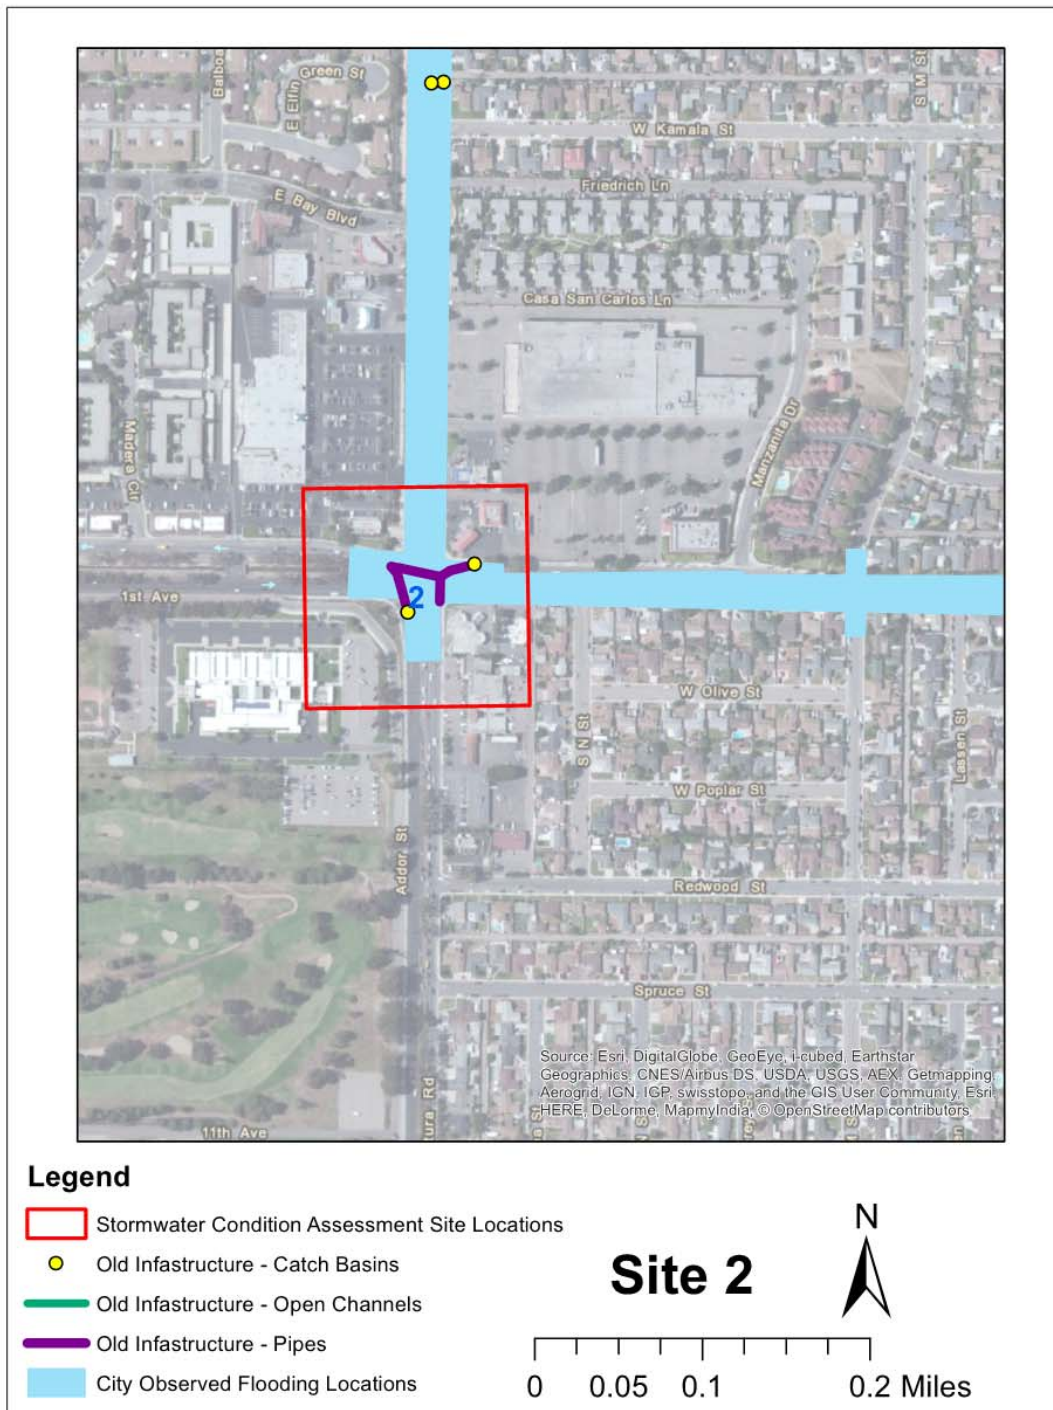 Balboa
E Elfin
Green St
S M St
W Kamala St
Friedrich Ln
E Bay Blvd
Casa San Carlos Ln
Madera Cir
Manzanita Dr
1st Ave
2
W Olive St
S N St
Lassen St
W Poplar St
Addor St
Redwood St
Spruce St
Source: Esri, DigitalGlobe, GeoEye, i-cubed, Earthstar
Geographics, CNES/Airbus DS, USDA, USGS, AEX, Getmapping,
Aerogrid, IGN, IGP, swisstopo, and the GIS User Community, Esri,
HERE, DeLorme, MapmyIndia, © OpenStreetMap contributors
tura Rd
11th Ave
Legend
Stormwater Condition Assessment Site Locations
Old Infastructure - Catch Basins
Old Infastructure - Open Channels
Old Infastructure - Pipes
City Observed Flooding Locations
Site 2
N
0 0.05 0.1 0.2 Miles